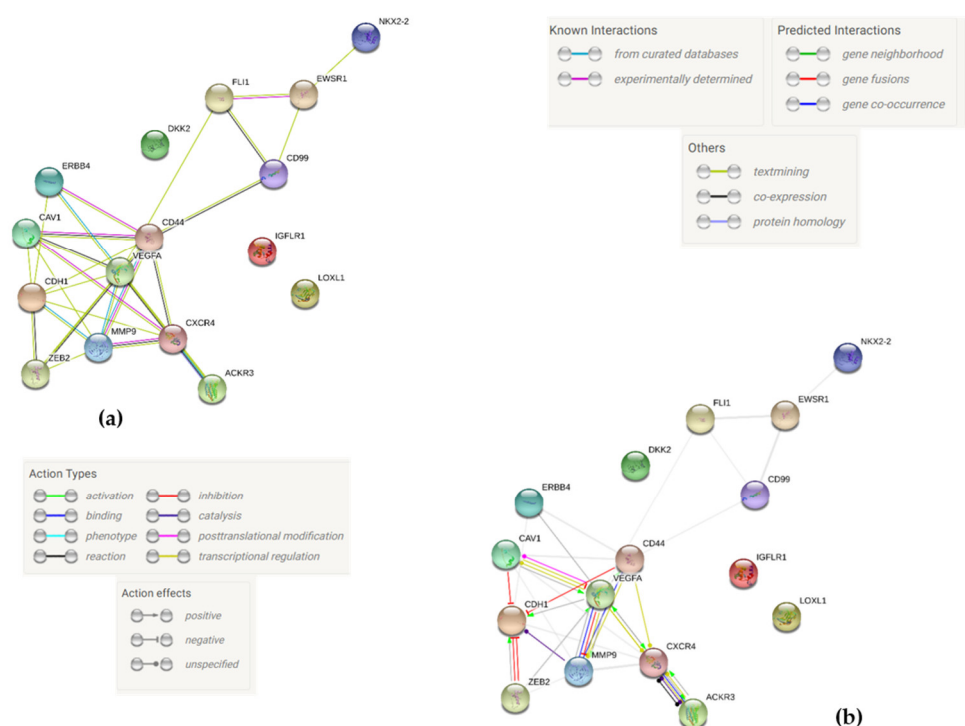 NKX2-2
FLI1
EWSR1
DKK2
CD99
ERBB4
CAV1
CD44
IGFLR1
VEGFA
CDH1
LOXL1
MMP9
CXCR4
ZEB2
ACKR3
(a)
Known Interactions
from curated databases
experimentally determined
Predicted Interactions
gene neighborhood
gene fusions
gene co-occurrence
Others
textmining
co-expression
protein homology
Action Types
activation
inhibition
binding
catalysis
phenotype
posttranslational modification
reaction
transcriptional regulation
Action effects
positive
negative
unspecified
NKX2-2
FLI1
EWSR1
DKK2
CD99
ERBB4
CAV1
CD44
IGFLR1
VEGFA
CDH1
LOXL1
MMP9
CXCR4
ZEB2
ACKR3
(b)